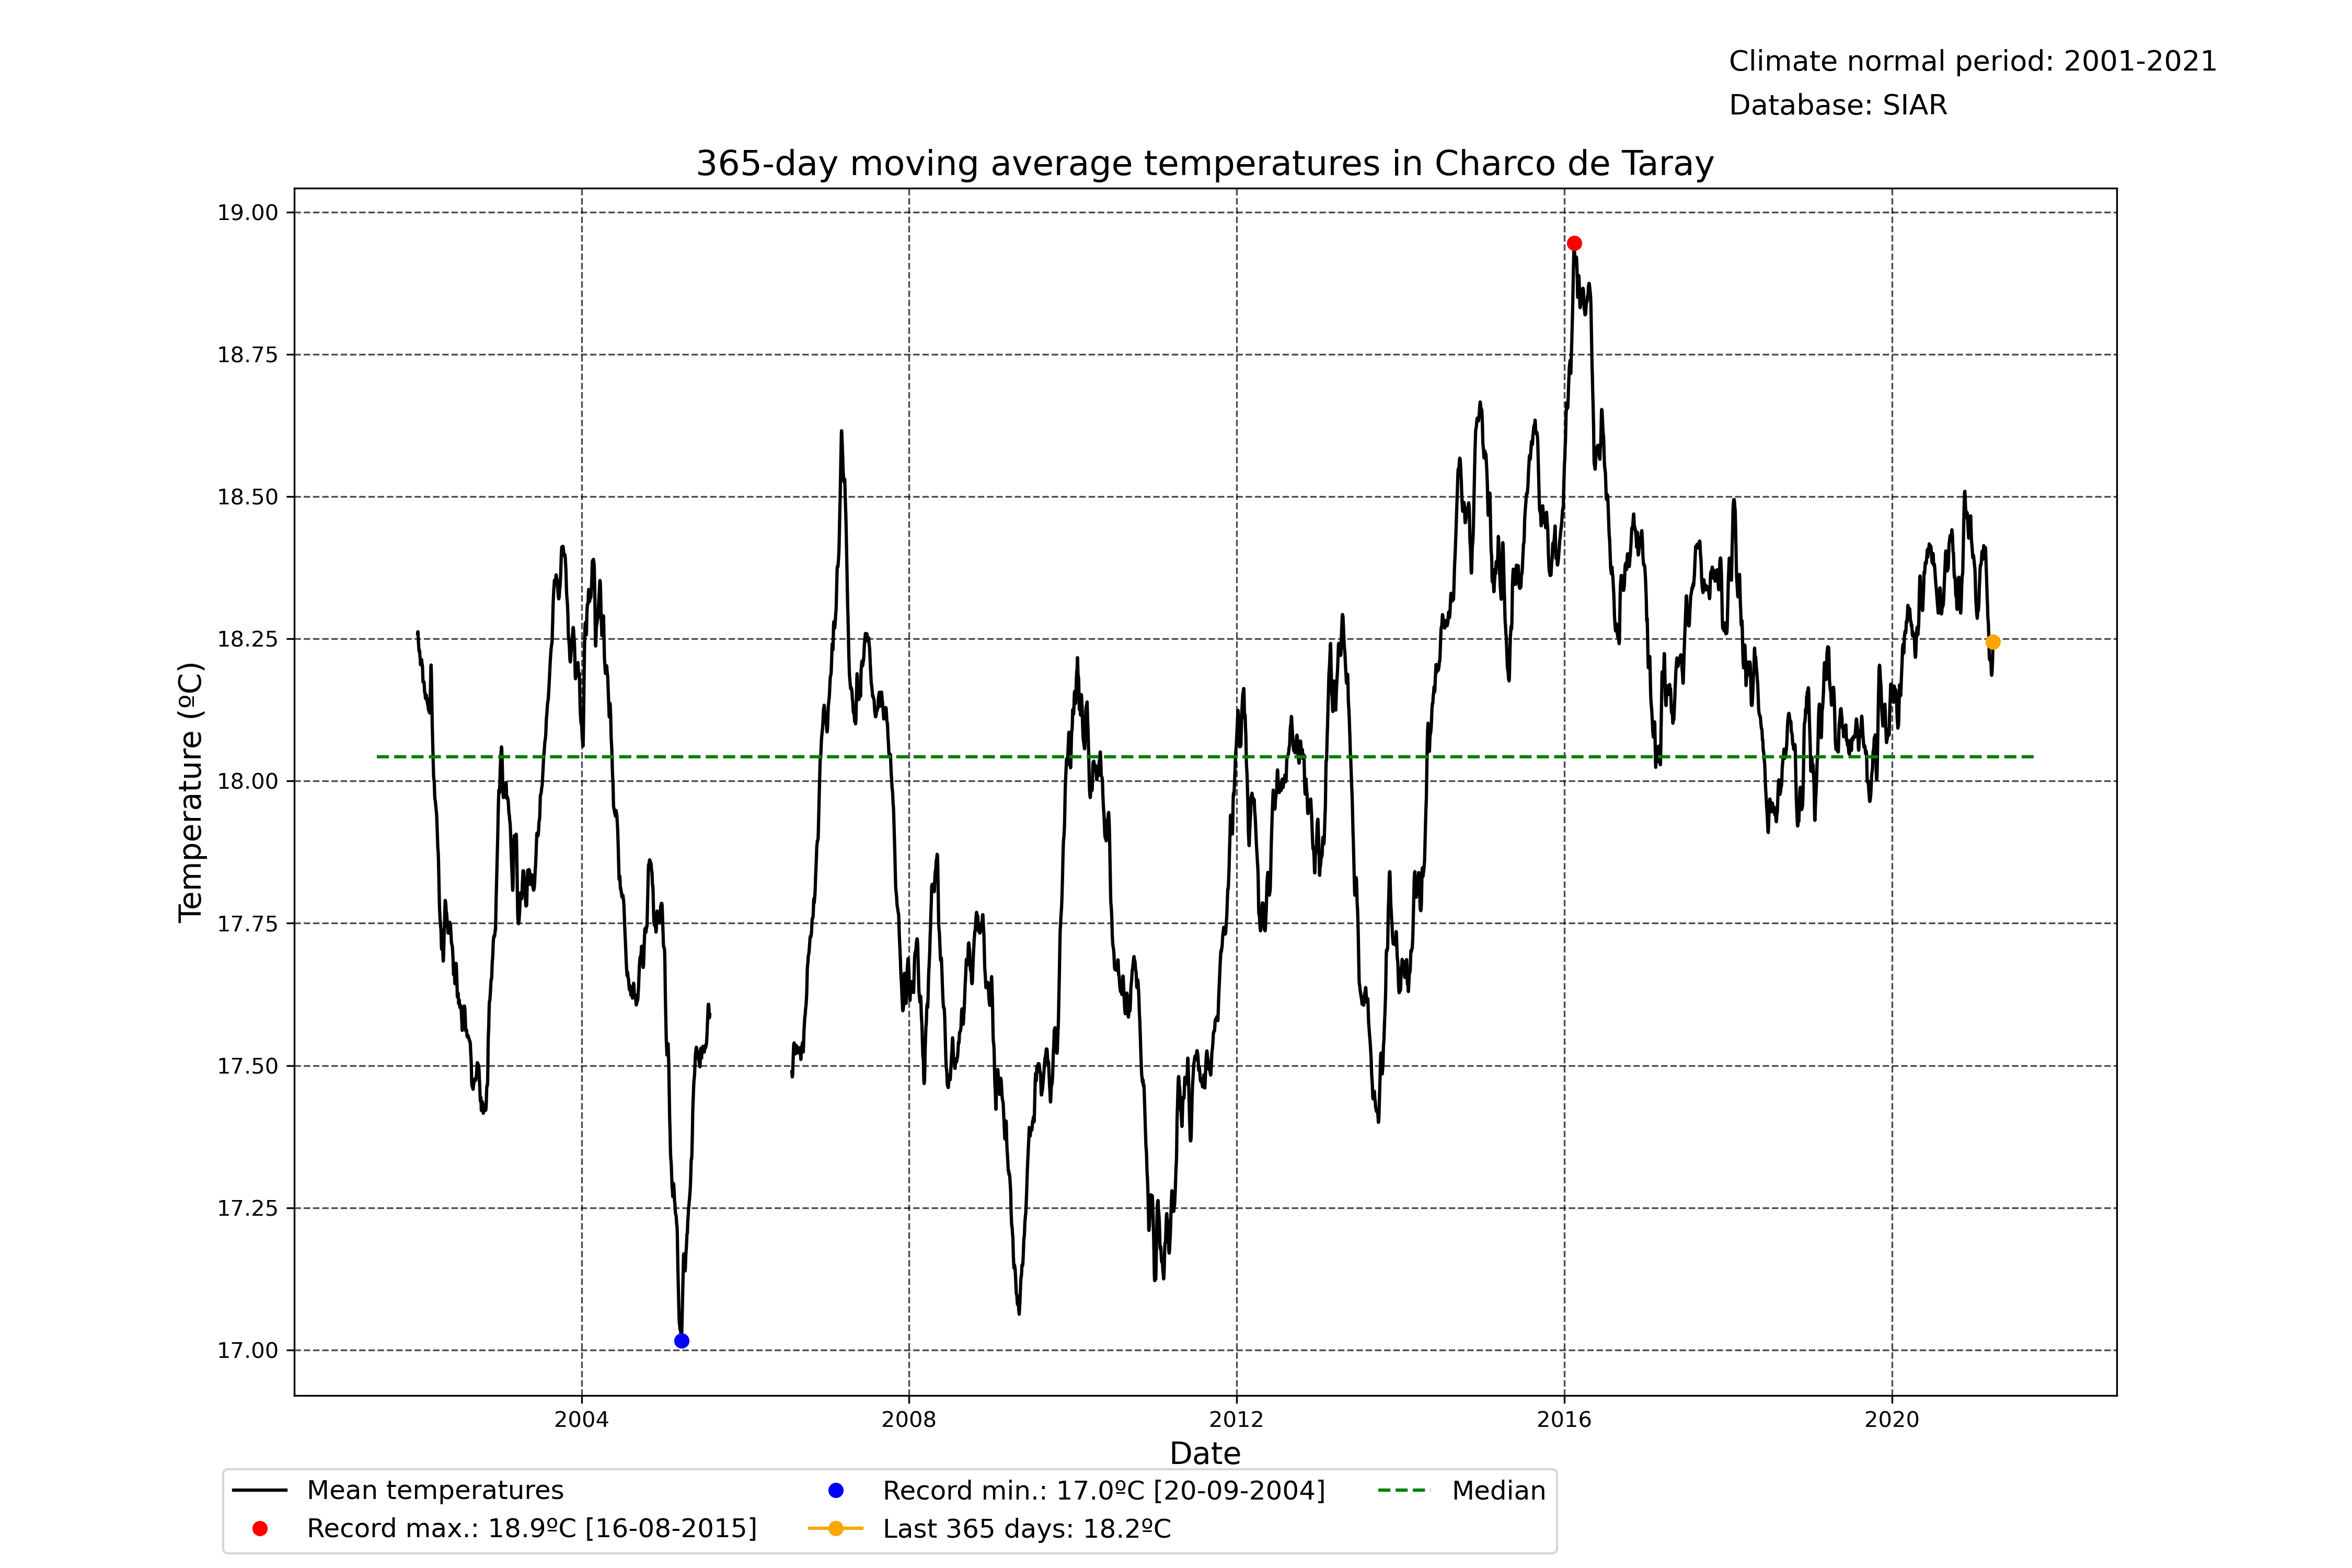 Climate normal period: 2001-2021
Database: SIAR
365-day moving average temperatures in Charco de Taray
19.00
18.75
18.50
18.25
18.00
17.75
17.50
17.25
17.00
Temperature (ºC)
2004 2008 2012 2016 2020
Date
Mean temperatures
Record max.: 18.9ºC [16-08-2015]
Record min.: 17.0ºC [20-09-2004]
Last 365 days: 18.2ºC
Median